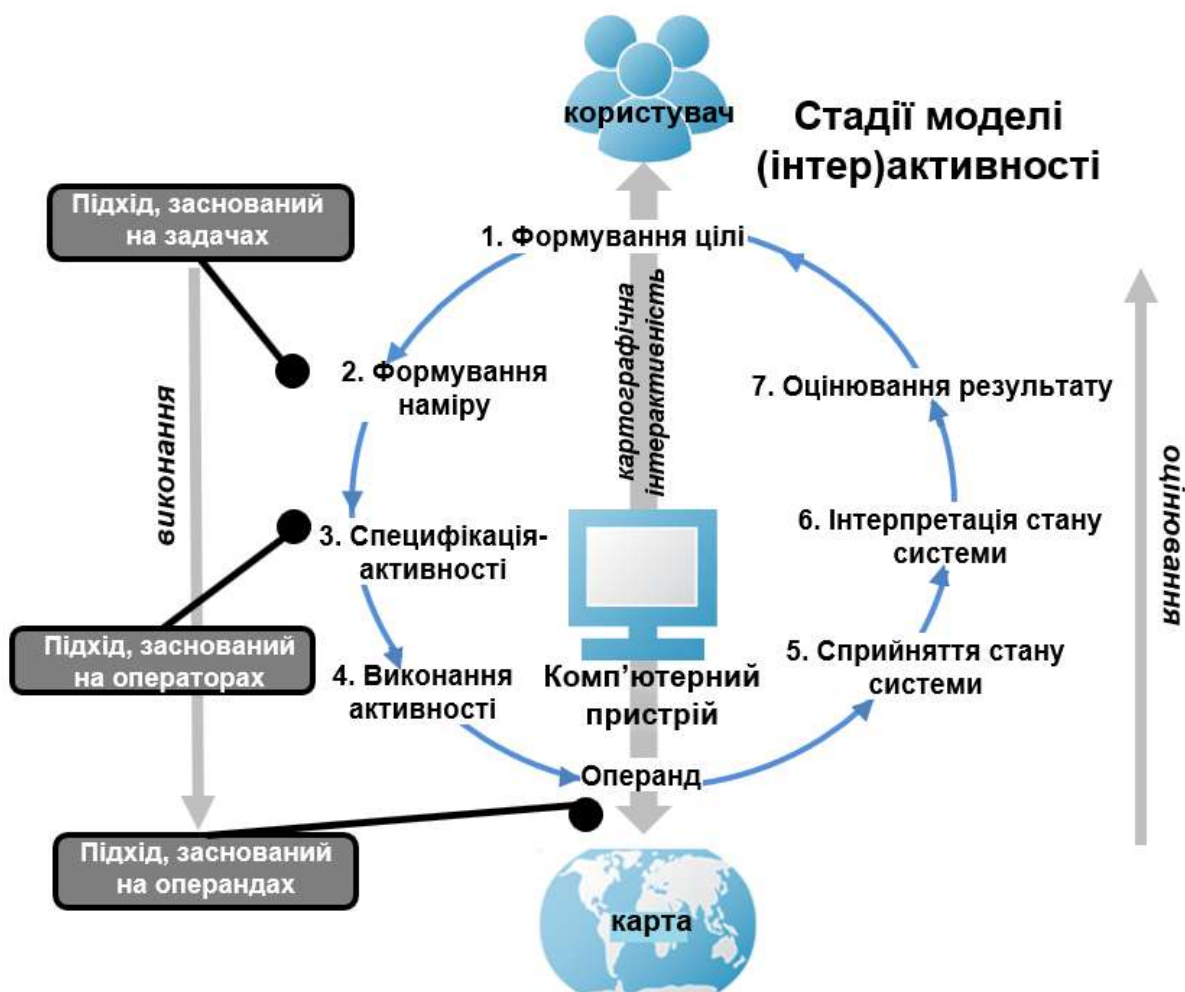 користувач
Стадії моделі
(інтер)активності
Підхід, заснований
на задачах
1. Формування цілі
картографічна
інтерактивність
2. Формування
наміру
7. Оцінювання результату
виконання
оцінювання
3. Специфікація-
активності
6. Інтерпретація стану
системи
Підхід, заснований
на операторах
4. Виконання
активності
Комп’ютерний
пристрій
5. Сприйняття стану
системи
Операнд
Підхід, заснований
на операндах
карта